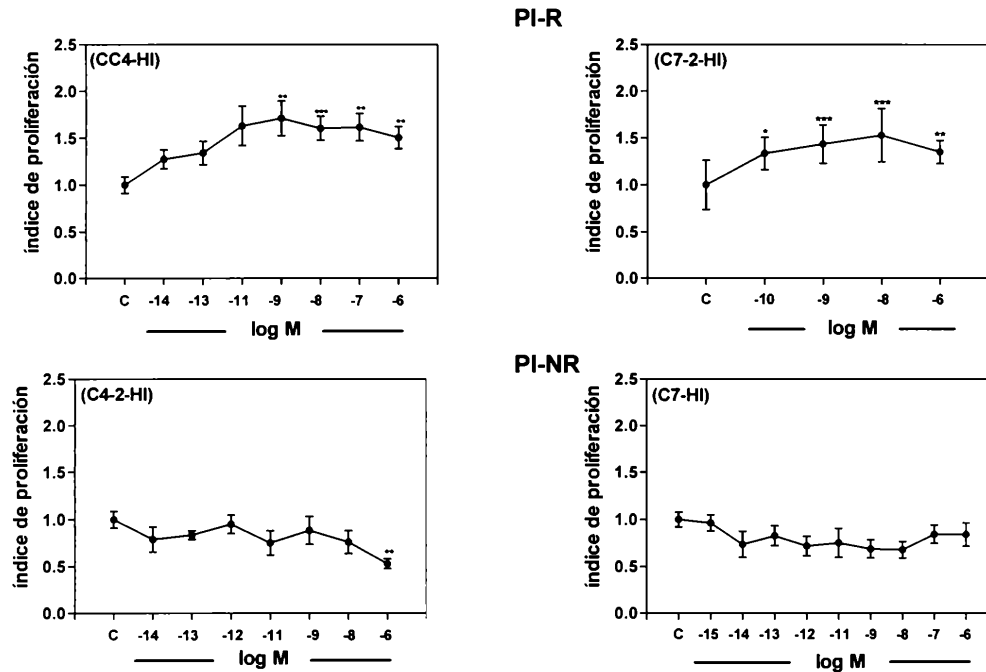 PI-R
(CC4-HI)
índice de proliferación
2.5
2.0
1.5
1.0
0.5
0.0
** *** ** **
C -14 -13 -11 -9 -8 -7 -6
log M
(C7-2-HI)
índice de proliferación
2.5
2.0
1.5
1.0
0.5
0.0
* *** *** **
C -10 -9 -8 -6
log M
PI-NR
(C4-2-HI)
índice de proliferación
2.5
2.0
1.5
1.0
0.5
0.0
**
C -14 -13 -12 -11 -9 -8 -6
log M
(C7-HI)
índice de proliferación
2.5
2.0
1.5
1.0
0.5
0.0
C -15 -14 -13 -12 -11 -9 -8 -7 -6
log M